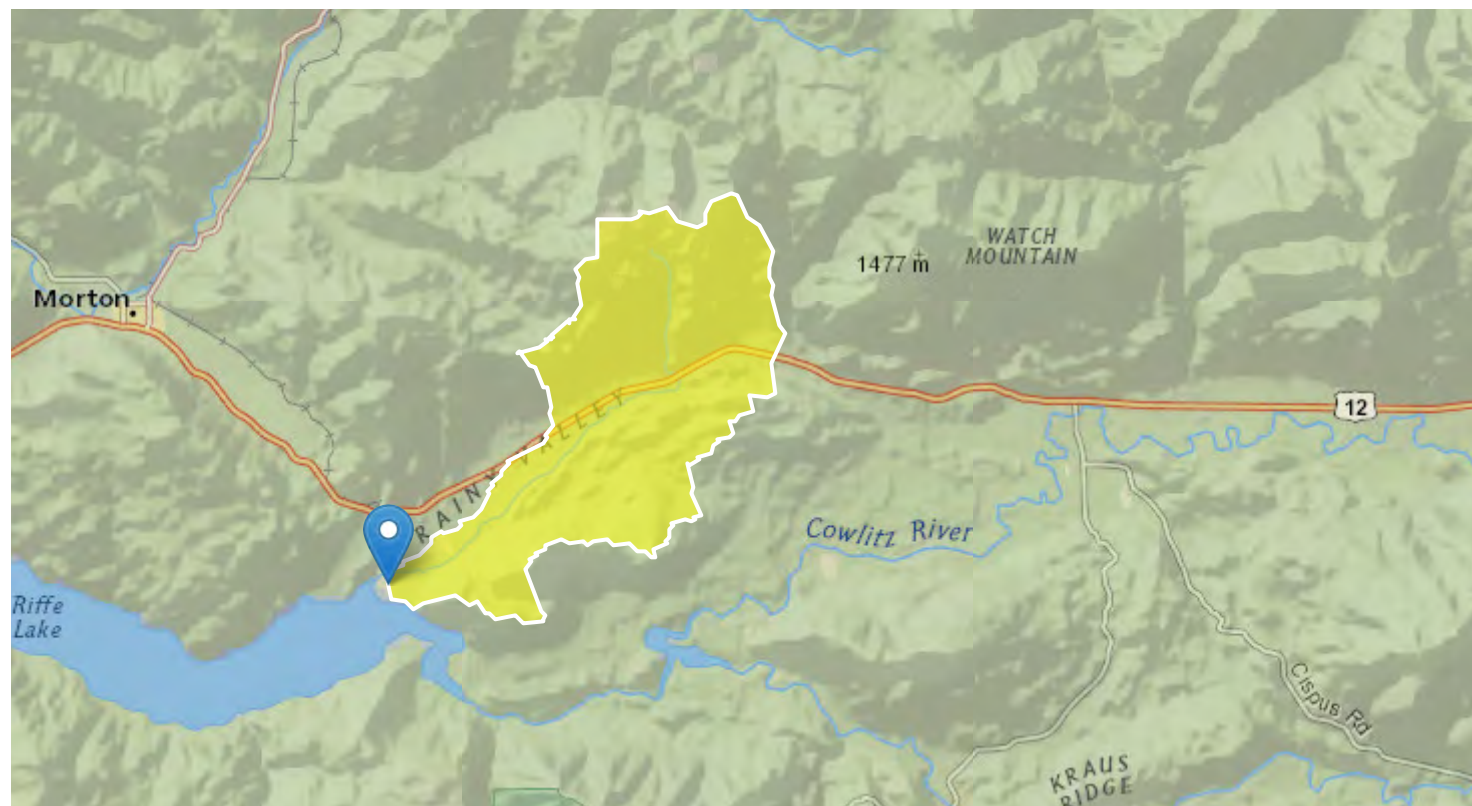 WATCH
MOUNTAIN
1477 m
Morton
12
RAINY VALLEY
Cowlitz River
Riffe
Lake
Cispus Rd
KRAUS
RIDGE